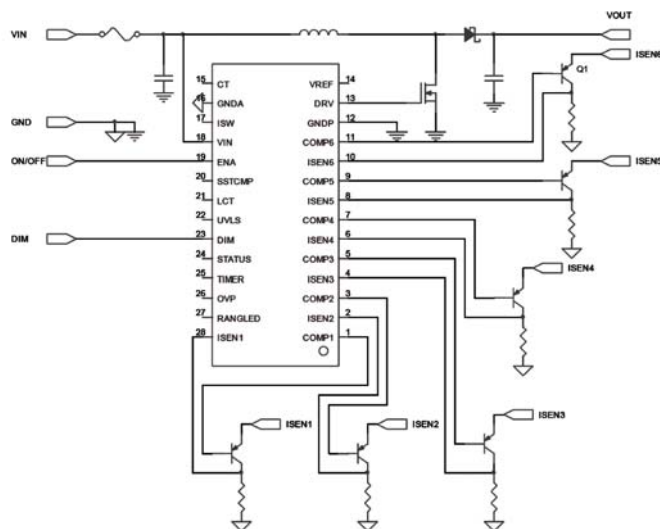 VOUT
VIN
ISEN6
Q1
15 CT VREF 14
16 GNDA DRV 13
GND
17 ISW GNDP 12
18 VIN COMP6 11
ON/OFF
19 ENA ISEN6 10
ISEN5
20 SSTCMP COMP5 9
21 LCT ISEN5 8
22 UVLS COMP4 7
DIM
23 DIM ISEN4 6
24 STATUS COMP3 5
ISEN4
25 TIMER ISEN3 4
26 OVP COMP2 3
27 RANGLED ISEN2 2
28 ISEN1 COMP1 1
ISEN1
ISEN2
ISEN3